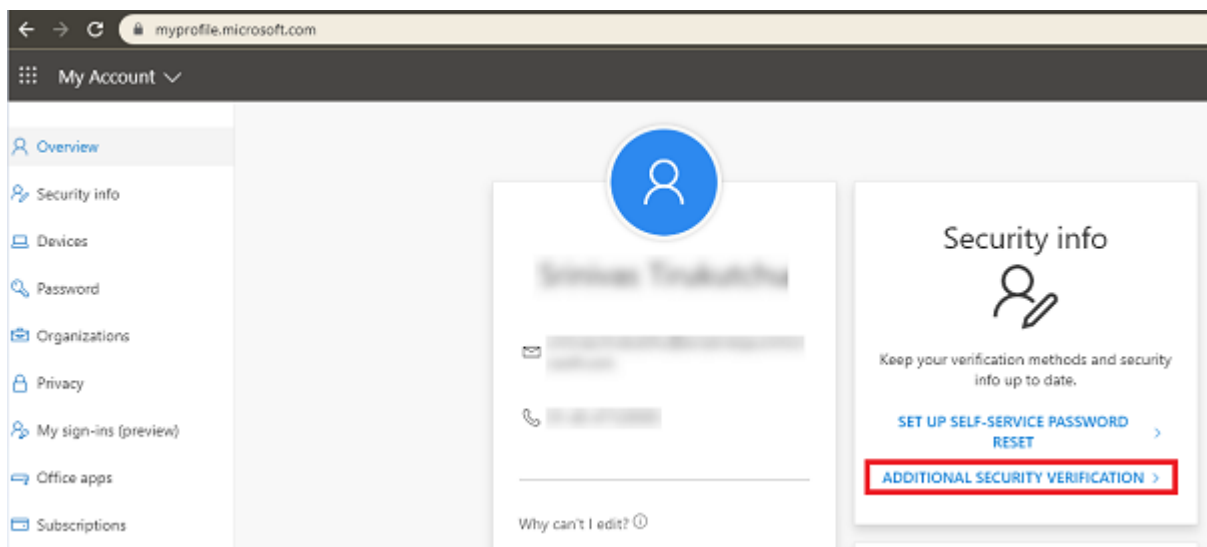 myprofile.microsoft.com
My Account
Overview
Security info
Devices
Password
Organizations
Privacy
My sign-ins (preview)
Office apps
Subscriptions
Why can't I edit?
Security info
Keep your verification methods and security
info up to date.
SET UP SELF-SERVICE PASSWORD
RESET
ADDITIONAL SECURITY VERIFICATION